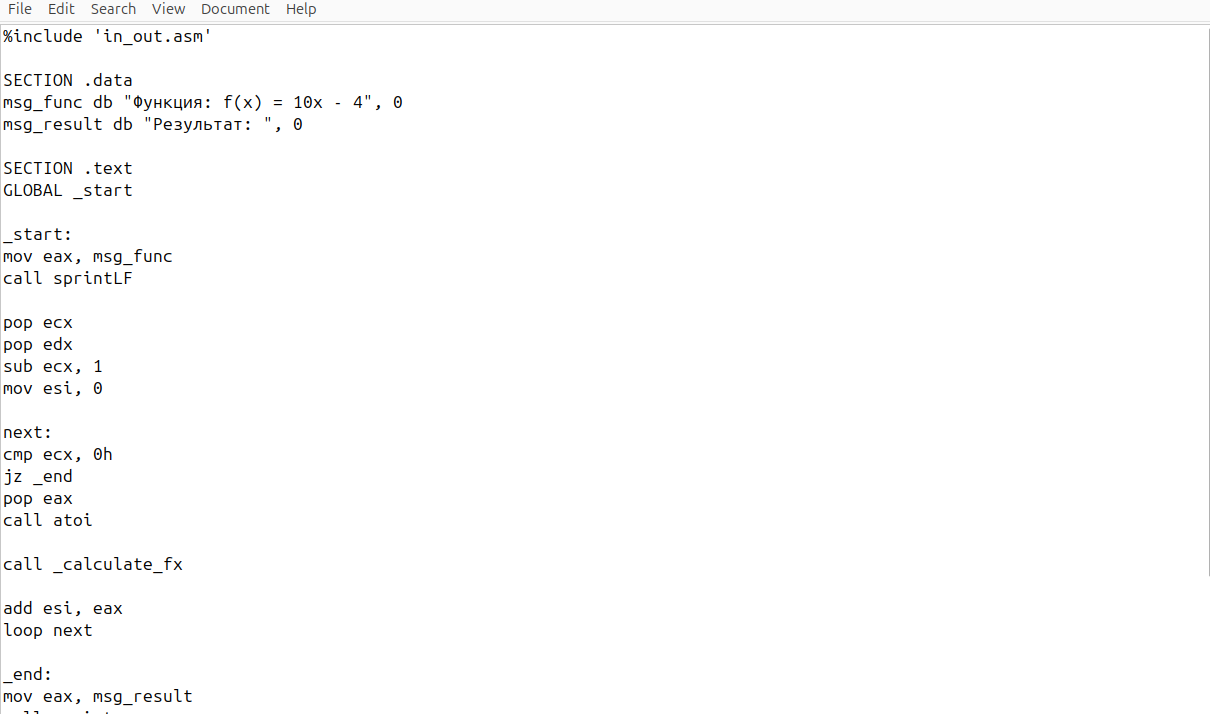 File Edit Search View Document Help
%include 'in_out.asm'
SECTION .data
msg_func db "Функция: f(x) = 10x - 4", 0
msg_result db "Результат: ", 0
SECTION .text
GLOBAL _start
_start:
mov eax, msg_func
call sprintLF
pop ecx
pop edx
sub ecx, 1
mov esi, 0
next:
cmp ecx, 0h
jz _end
pop eax
call atoi
call _calculate_fx
add esi, eax
loop next
_end:
mov eax, msg_result